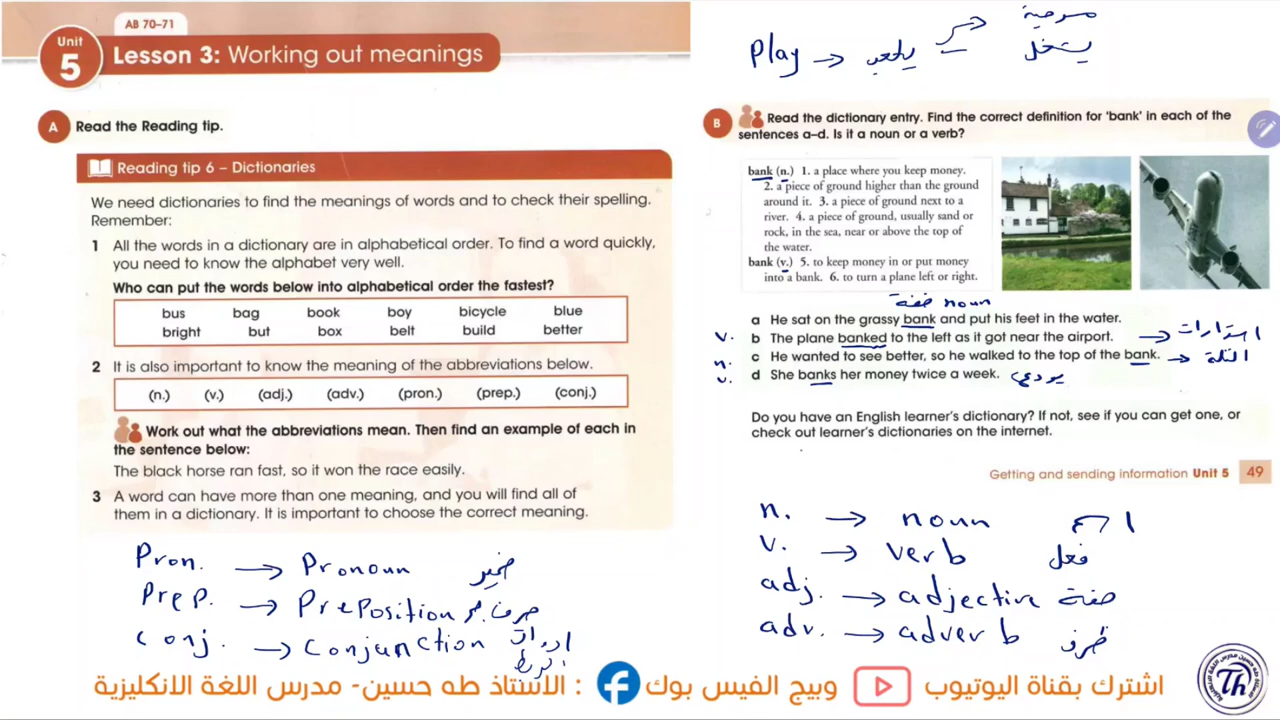 AB 70–71
Unit 5
Lesson 3: Working out meanings
A Read the Reading tip.
Reading tip 6 – Dictionaries
We need dictionaries to find the meanings of words and to check their spelling.
Remember:
1 All the words in a dictionary are in alphabetical order. To find a word quickly,
you need to know the alphabet very well.
Who can put the words below into alphabetical order the fastest?
bus bag book boy bicycle blue
bright but box belt build better
2 It is also important to know the meaning of the abbreviations below.
(n.) (v.) (adj.) (adv.) (pron.) (prep.) (conj.)
Work out what the abbreviations mean. Then find an example of each in
the sentence below:
The black horse ran fast, so it won the race easily.
3 A word can have more than one meaning, and you will find all of
them in a dictionary. It is important to choose the correct meaning.
Pron. → Pronoun ضمير
Prep. → Preposition حرف جر
conj. → Conjunction ادوات
الربط
مسرحية
Play → يلعب
B Read the dictionary entry. Find the correct definition for 'bank' in each of the
sentences a–d. Is it a noun or a verb?
bank (n.) 1. a place where you keep money.
2. a piece of ground higher than the ground
around it. 3. a piece of ground next to a
river. 4. a piece of ground, usually sand or
rock, in the sea, near or above the top of
the water.
bank (v.) 5. to keep money in or put money
into a bank. 6. to turn a plane left or right.
ضفة noun
a He sat on the grassy bank and put his feet in the water.
v. b The plane banked to the left as it got near the airport. → استدارات
n. c He wanted to see better, so he walked to the top of the bank. → التلة
v. d She banks her money twice a week. يودع
Do you have an English learner's dictionary? If not, see if you can get one, or
check out learner's dictionaries on the internet.
Getting and sending information Unit 5 49
n. → noun اسم
v. → verb فعل
adj. → adjective صفة
adv. → adverb ظرف
اشترك بقناة اليوتيوب وبيج الفيس بوك : الاستاذ طه حسين- مدرس اللغة الانكليزية
Th